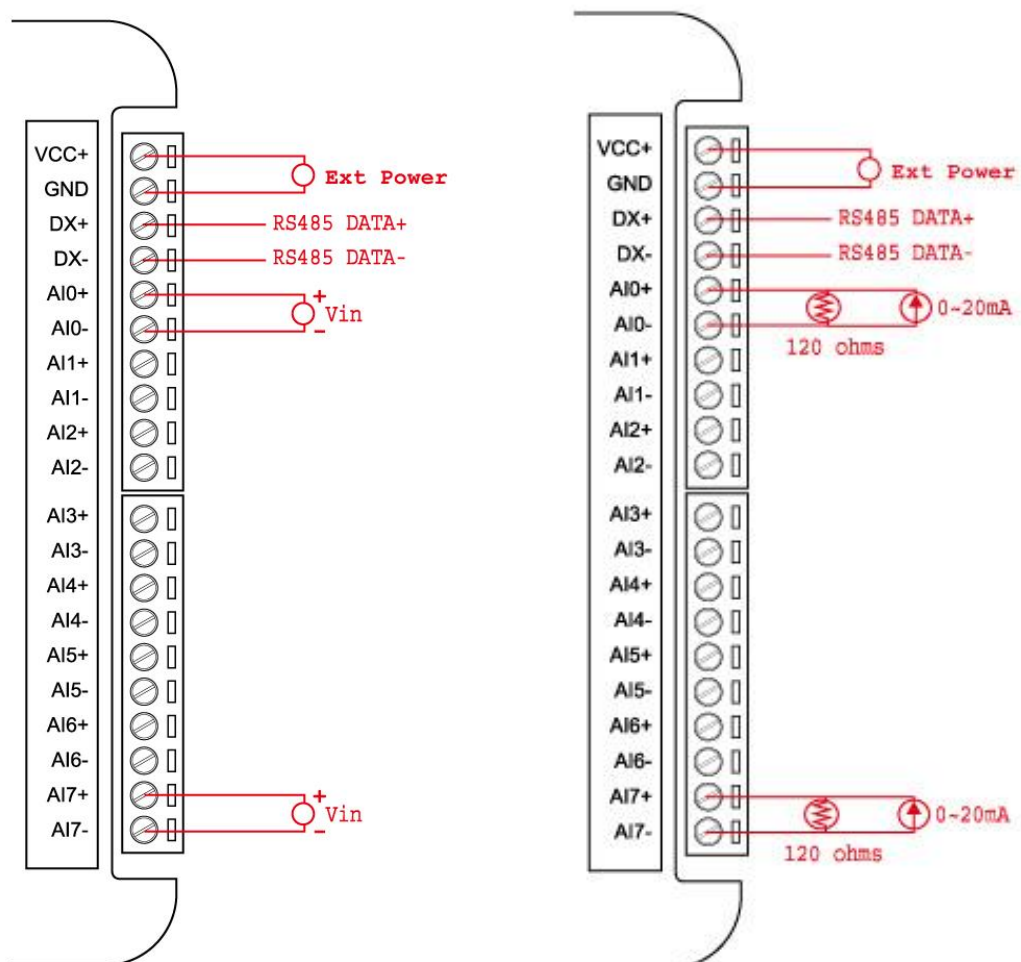 VCC+
Ext Power
GND
DX+ RS485 DATA+
DX- RS485 DATA-
AI0+ +
Vin
AI0- −
AI1+
AI1-
AI2+
AI2-
AI3+
AI3-
AI4+
AI4-
AI5+
AI5-
AI6+
AI6-
AI7+ +
Vin
AI7- −
VCC+
Ext Power
GND
DX+ RS485 DATA+
DX- RS485 DATA-
AI0+
0~20mA
AI0-
120 ohms
AI1+
AI1-
AI2+
AI2-
AI3+
AI3-
AI4+
AI4-
AI5+
AI5-
AI6+
AI6-
AI7+
0~20mA
AI7-
120 ohms